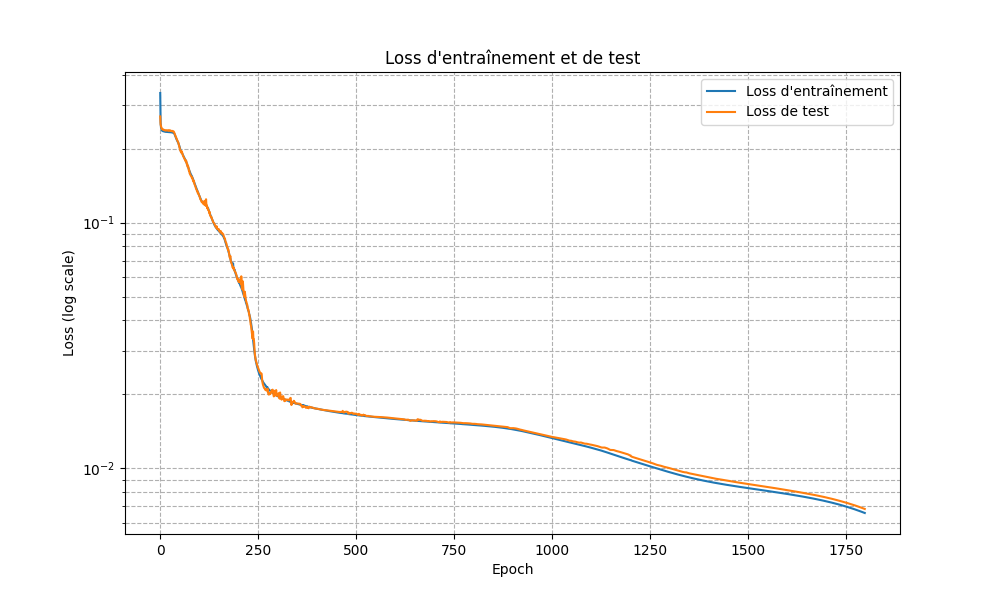 Loss d'entraînement et de test
Loss d'entraînement
Loss de test
Loss (log scale)
10⁻¹
10⁻²
0 250 500 750 1000 1250 1500 1750
Epoch